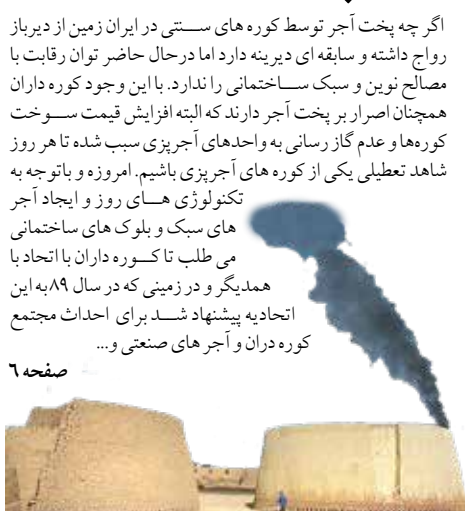 اگر چه پخت آجر توسط کوره های سنتی در ایران زمین از دیرباز
رواج داشته و سابقه ای دیرینه دارد اما درحال حاضر توان رقابت با
مصالح نوین و سبک ساختمانی را ندارد. با این وجود کوره داران
همچنان اصرار بر پخت آجر دارند که البته افزایش قیمت سوخت
کوره‌ها و عدم گاز رسانی به واحدهای آجرپزی سبب شده تا هر روز
شاهد تعطیلی یکی از کوره های آجرپزی باشیم. امروزه و باتوجه به
تکنولوژی های روز و ایجاد آجر
های سبک و بلوک های ساختمانی
می طلب تا کوره داران با اتحاد با
همدیگر و در زمینی که در سال ۸۹ به این
اتحادیه پیشنهاد شد برای احداث مجتمع
کوره دران و آجر های صنعتی و...
صفحه ۶